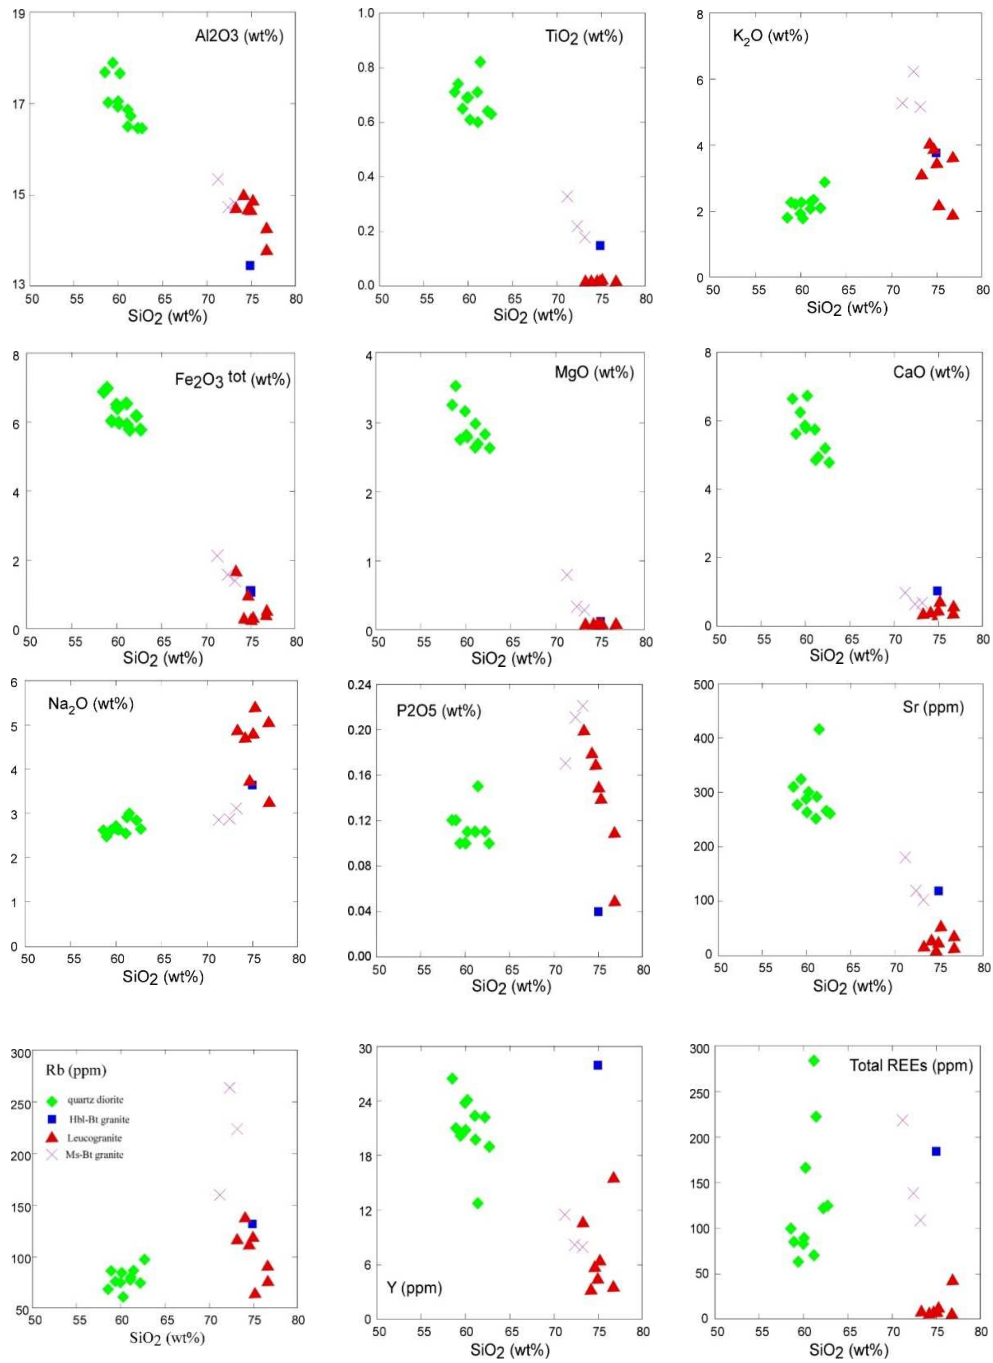 19
Al2O3 (wt%)
17
15
13
50 55 60 65 70 75 80
SiO2 (wt%)
1.0
TiO2 (wt%)
0.8
0.6
0.4
0.2
0.0
50 55 60 65 70 75 80
SiO2 (wt%)
8
K2O (wt%)
6
4
2
0
50 55 60 65 70 75 80
SiO2 (wt%)
8
Fe2O3 tot (wt%)
6
4
2
0
50 55 60 65 70 75 80
SiO2 (wt%)
4
MgO (wt%)
3
2
1
0
50 55 60 65 70 75 80
SiO2 (wt%)
8
CaO (wt%)
6
4
2
0
50 55 60 65 70 75 80
SiO2 (wt%)
6
Na2O (wt%)
5
4
3
2
1
0
50 55 60 65 70 75 80
SiO2 (wt%)
0.24
P2O5 (wt%)
0.20
0.16
0.12
0.08
0.04
0.00
50 55 60 65 70 75 80
SiO2 (wt%)
500
Sr (ppm)
400
300
200
100
0
50 55 60 65 70 75 80
SiO2 (wt%)
300
Rb (ppm)
250
quartz diorite
Hbl-Bt granite
200
Leucogranite
Ms-Bt granite
150
100
50
50 55 60 65 70 75 80
SiO2 (wt%)
30
24
18
12
6
Y (ppm)
0
50 55 60 65 70 75 80
SiO2 (wt%)
300
Total REEs (ppm)
250
200
150
100
50
0
50 55 60 65 70 75 80
SiO2 (wt%)